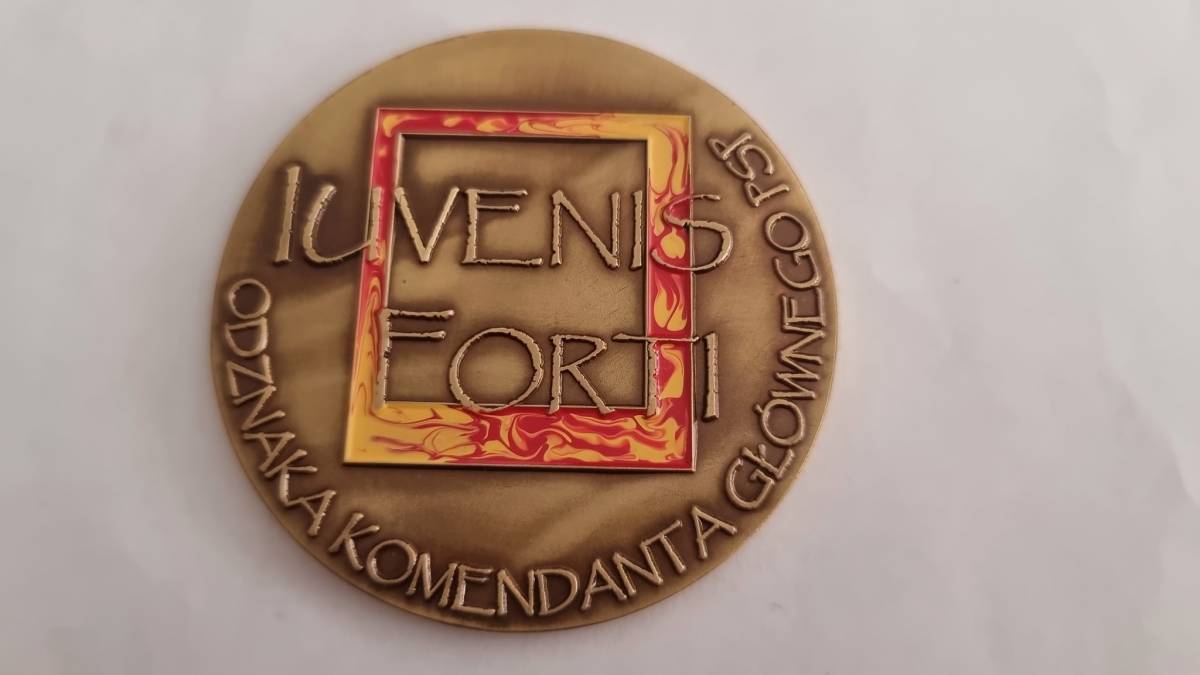 IUVENIS
FORTI
ODZNAKA KOMENDANTA GŁÓWNEGO PSP